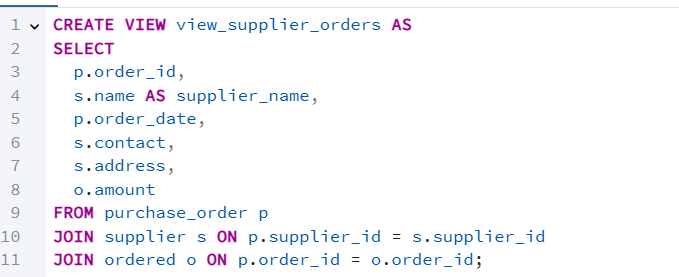 1 CREATE VIEW view_supplier_orders AS
2 SELECT
3 p.order_id,
4 s.name AS supplier_name,
5 p.order_date,
6 s.contact,
7 s.address,
8 o.amount
9 FROM purchase_order p
10 JOIN supplier s ON p.supplier_id = s.supplier_id
11 JOIN ordered o ON p.order_id = o.order_id;